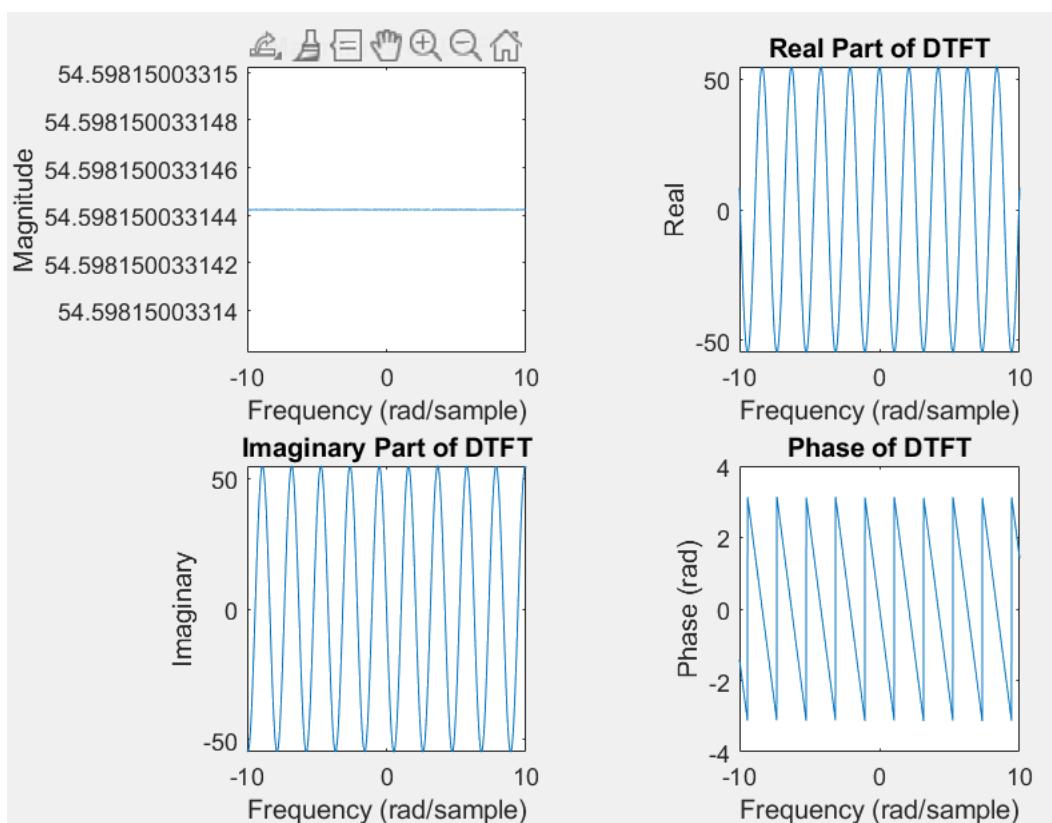 54.59815003315
54.598150033148
54.598150033146
54.598150033144
54.598150033142
54.59815003314
Magnitude
-10
0
10
Frequency (rad/sample)
Real Part of DTFT
50
0
-50
Real
-10
0
10
Frequency (rad/sample)
Imaginary Part of DTFT
50
0
-50
Imaginary
-10
0
10
Frequency (rad/sample)
Phase of DTFT
4
2
0
-2
-4
Phase (rad)
-10
0
10
Frequency (rad/sample)